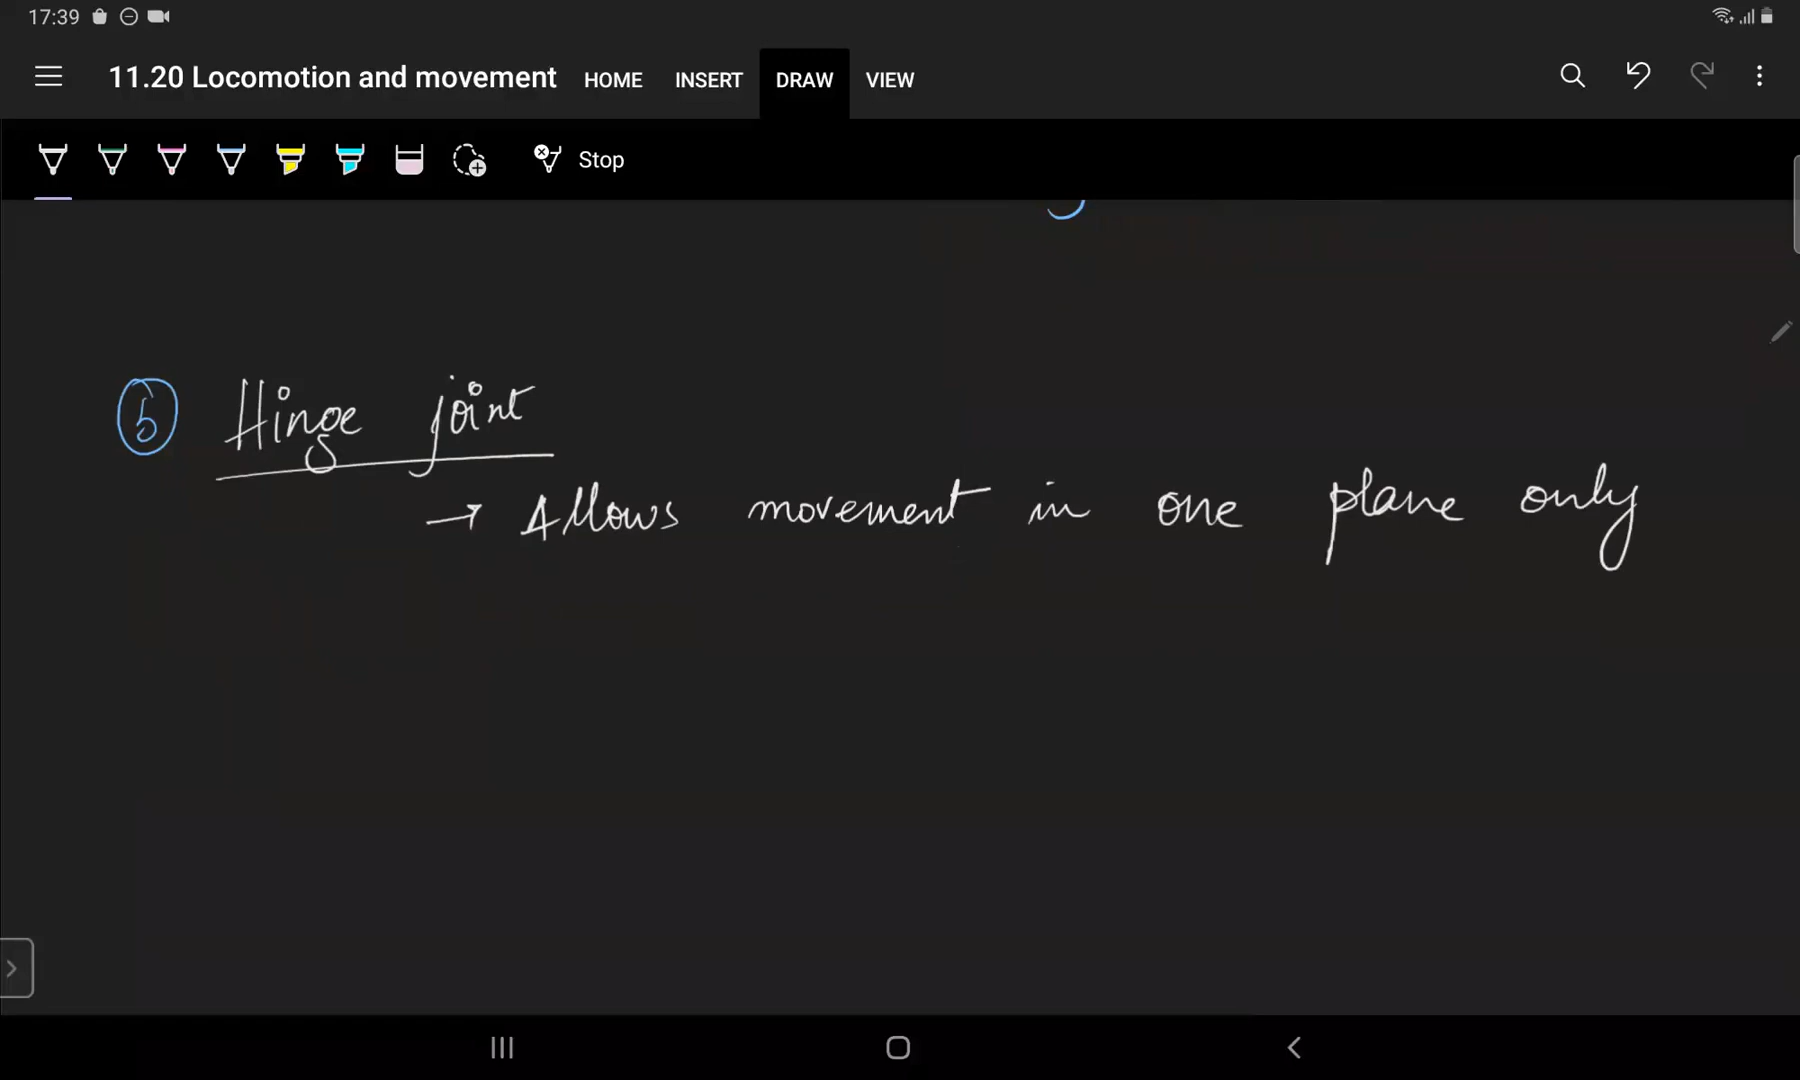 17:39
11.20 Locomotion and movement HOME INSERT DRAW VIEW
Stop
5 Hinge joint
→ Allows movement in one plane only